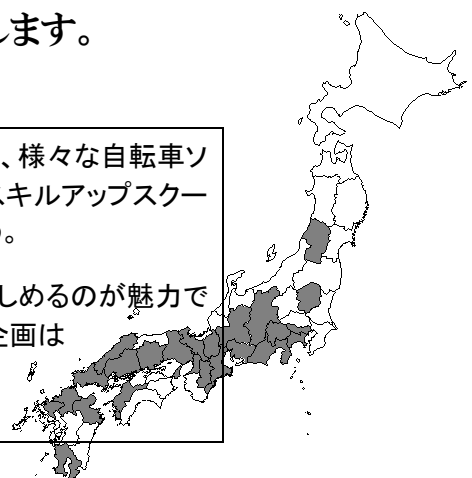 します。
、様々な自転車ソ
スキルアップスクー
う。
しめるのが魅力で
企画は